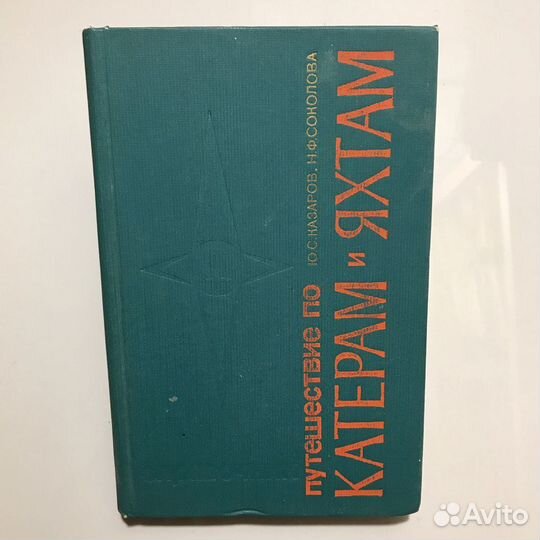 Ю.С.КАЗАРОВ, Н.Ф.СОКОЛОВА
ПУТЕШЕСТВИЕ ПО
КАТЕРАМ И ЯХТАМ
Avito